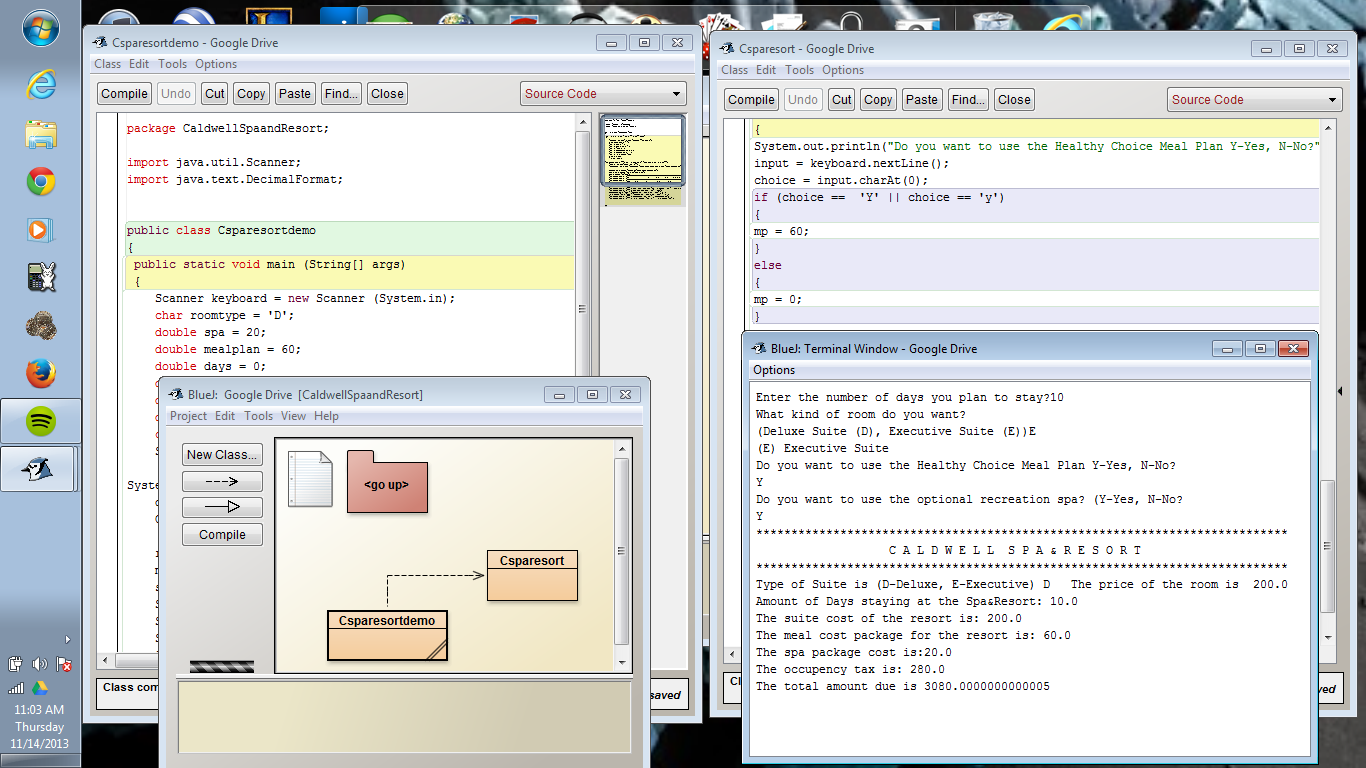 Csparesortdemo - Google Drive
Class Edit Tools Options
Compile Undo Cut Copy Paste Find... Close Source Code
package CaldwellSpaandResort;
import java.util.Scanner;
import java.text.DecimalFormat;
public class Csparesortdemo
{
public static void main (String[] args)
{
Scanner keyboard = new Scanner (System.in);
char roomtype = 'D';
double spa = 20;
double mealplan = 60;
double days = 0;
Syste
Class com
saved
BlueJ: Google Drive [CaldwellSpaandResort]
Project Edit Tools View Help
New Class...
Compile
<go up>
Csparesort
Csparesortdemo
Csparesort - Google Drive
Class Edit Tools Options
Compile Undo Cut Copy Paste Find... Close Source Code
{
System.out.println("Do you want to use the Healthy Choice Meal Plan Y-Yes, N-No?"
input = keyboard.nextLine();
choice = input.charAt(0);
if (choice ==  'Y' || choice == 'y')
{
mp = 60;
}
else
{
mp = 0;
}
Cl
ved
BlueJ: Terminal Window - Google Drive
Options
Enter the number of days you plan to stay?10
What kind of room do you want?
(Deluxe Suite (D), Executive Suite (E))E
(E) Executive Suite
Do you want to use the Healthy Choice Meal Plan Y-Yes, N-No?
Y
Do you want to use the optional recreation spa? (Y-Yes, N-No?
Y
****************************************************************************
C A L D W E L L  S P A & R E S O R T
****************************************************************************
Type of Suite is (D-Deluxe, E-Executive) D   The price of the room is  200.0
Amount of Days staying at the Spa&Resort: 10.0
The suite cost of the resort is: 200.0
The meal cost package for the resort is: 60.0
The spa package cost is:20.0
The occupency tax is: 280.0
The total amount due is 3080.0000000000005
11:03 AM
Thursday
11/14/2013